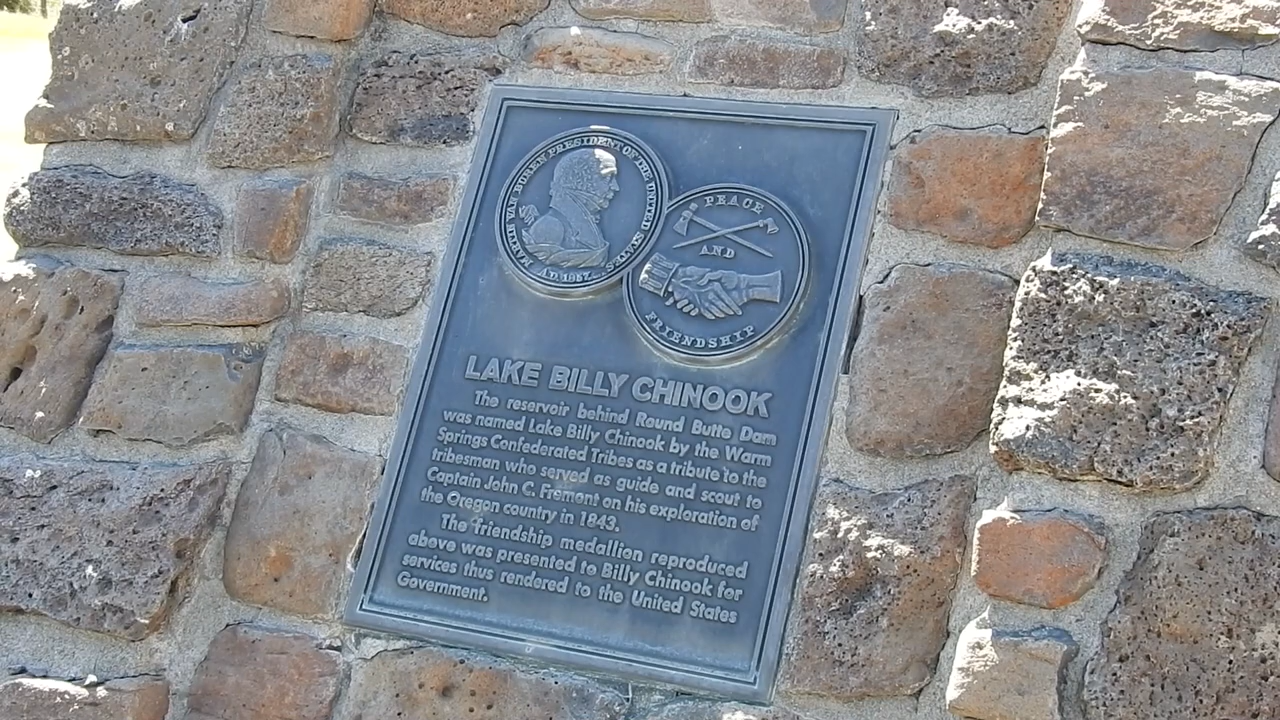 MARTIN VAN BUREN PRESIDENT OF THE UNITED STATES
A.D. 1837
PEACE
AND
FRIENDSHIP
LAKE BILLY CHINOOK
The reservoir behind Round Butte Dam
was named Lake Billy Chinook by the Warm
Springs Confederated Tribes as a tribute to the
tribesman who served as guide and scout to
Captain John C. Fremont on his exploration of
the Oregon country in 1843.
The friendship medallion reproduced
above was presented to Billy Chinook for
services thus rendered to the United States
Government.